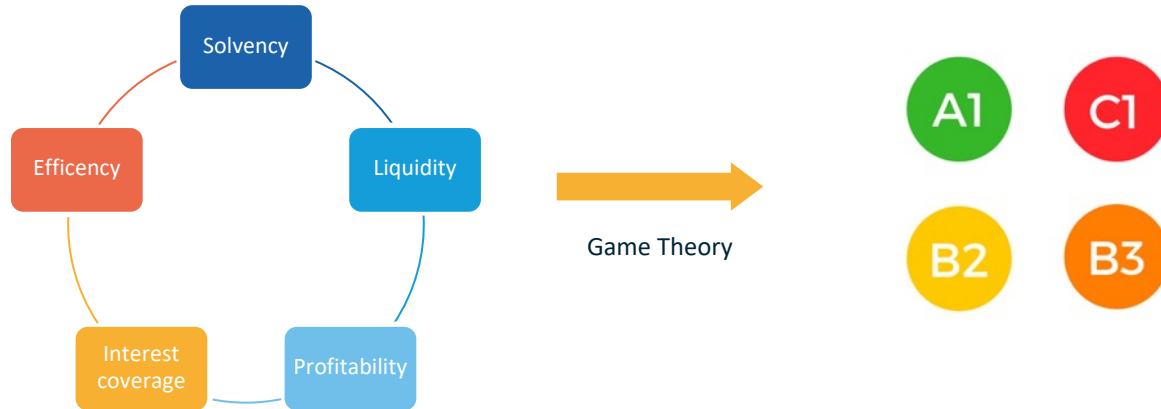 Solvency
Efficency
Liquidity
Interest
coverage
Profitability
Game Theory
A1
C1
B2
B3